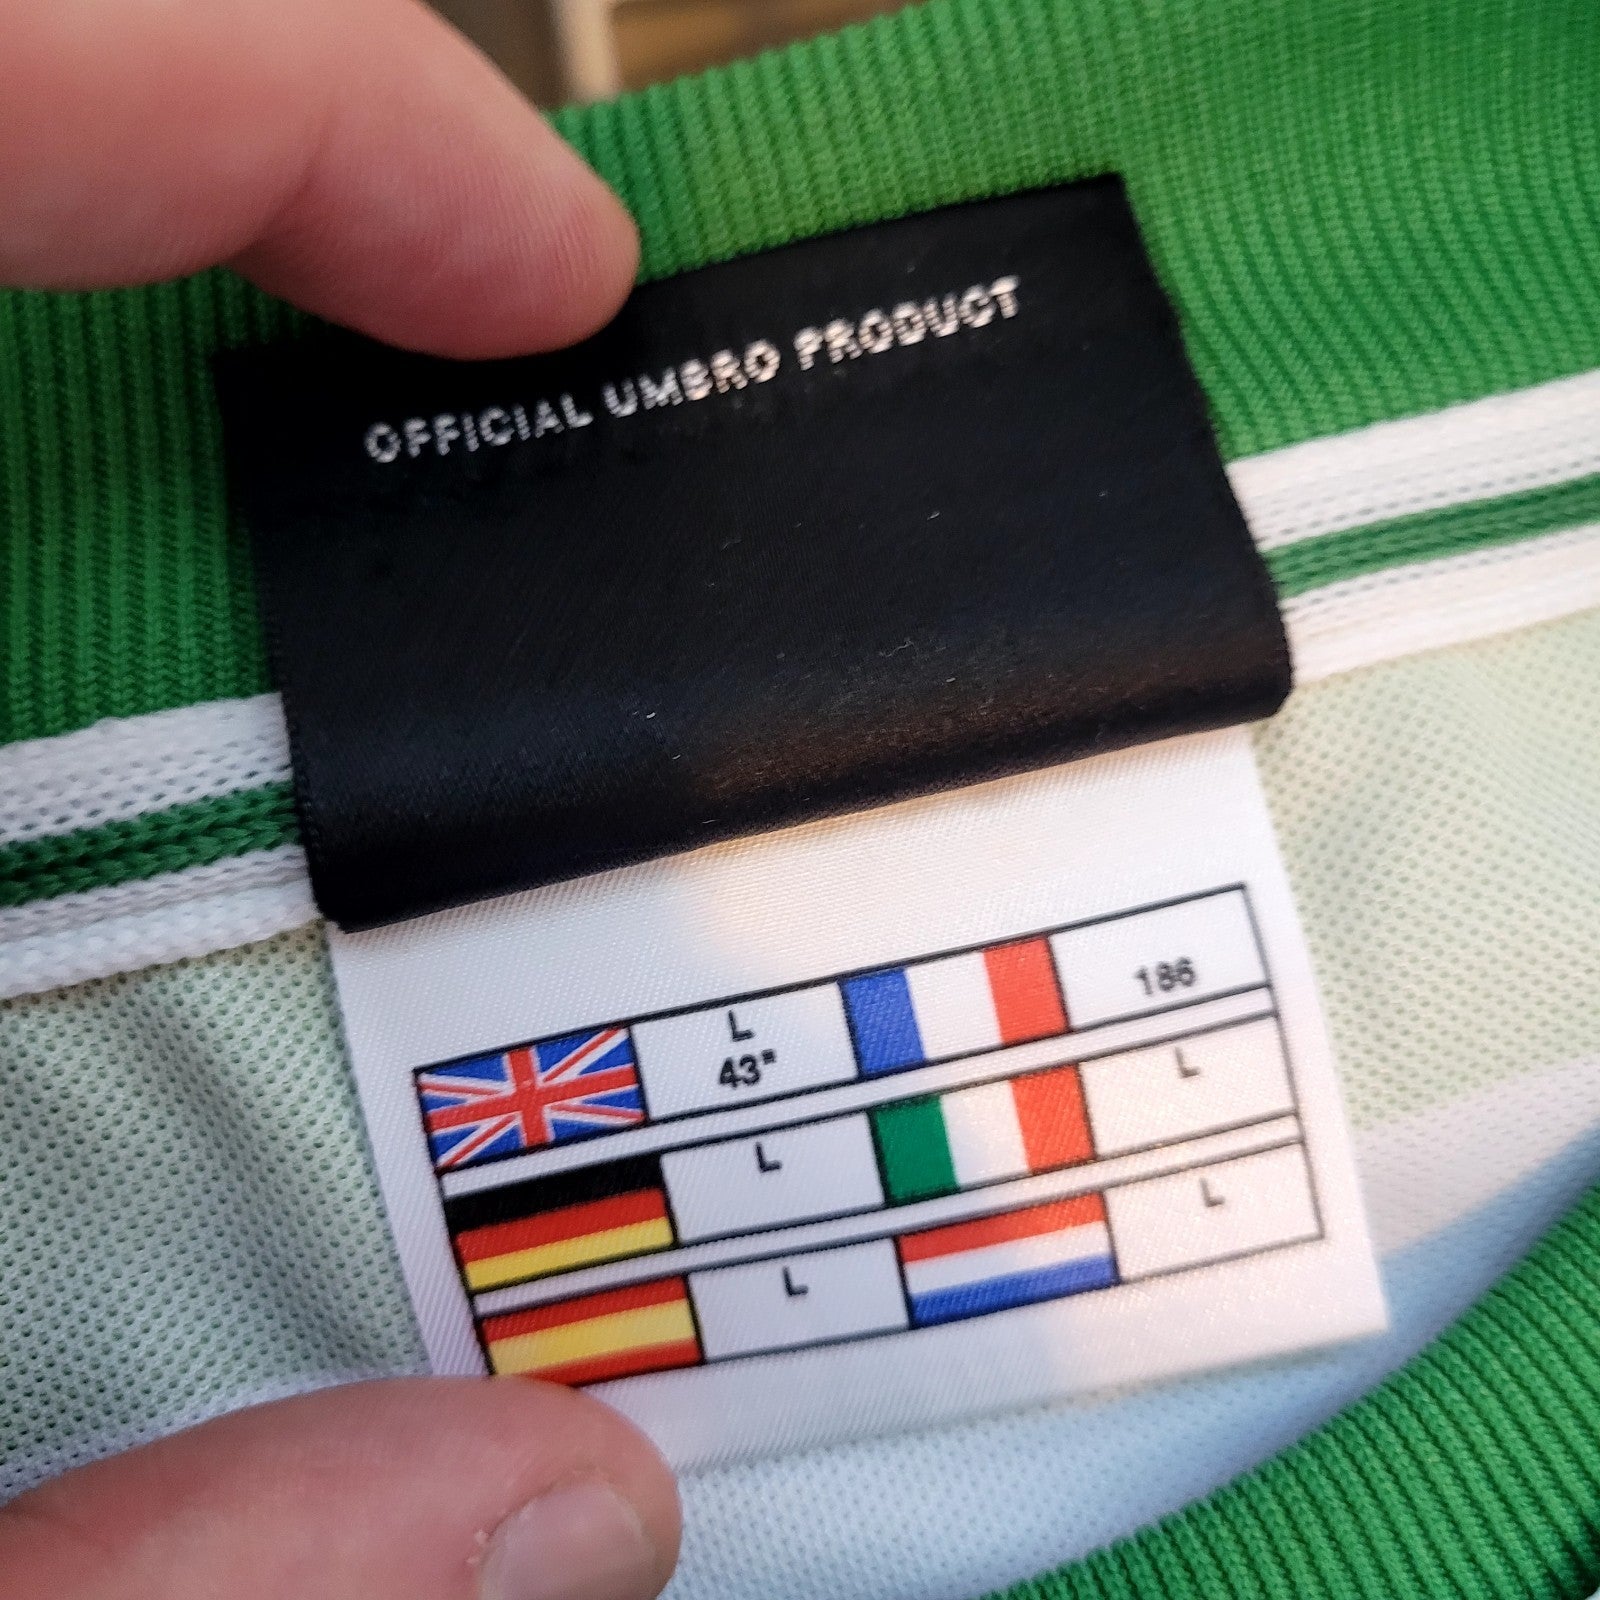 OFFICIAL UMBRO PRODUCT
L
43" 186
L L
L L